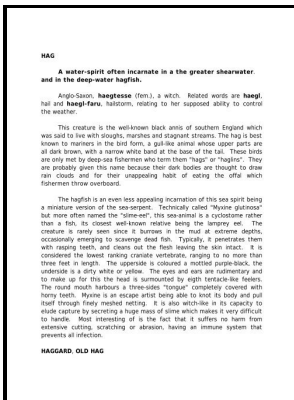 HAG
A water-spirit often incarnate in a the greater shearwater
and in the deep-water hagfish.
Anglo-Saxon, haegtesse (fem.), a witch. Related words are haegl,
hail and haegl-faru, hailstorm, relating to her supposed ability to control
the weather.
This creature is the well-known black annis of southern England which
was said to live with sloughs, marshes and stagnant streams. The hag is best
known to mariners in the bird form, a gull-like animal whose upper parts are
all dark brown, with a narrow white band at the base of the tail. These birds
are only met by deep-sea fishermen who term them "hags" or "haglins". They
are probably given this name because their dark bodies are thought to draw
rain clouds and for their unappealing habit of eating the offal which
fishermen throw overboard.
The hagfish is an even less appealing incarnation of this sea spirit being
a miniature version of the sea-serpent. Technically called "Myxine glutinosa"
but more often named the "slime-eel", this sea-animal is a cyclostome rather
than a fish, its closest well-known relative being the lamprey eel. The
creature is rarely seen since it burrows in the mud at extreme depths,
occasionally emerging to scavenge dead fish. Typically, it penetrates them
with rasping teeth, and cleans out the flesh leaving the skin intact. It is
considered the lowest ranking craniate vertebrate, ranging to no more than
three feet in length. The upperside is coloured a mottled purple-black, the
underside is a dirty white or yellow. The eyes and ears are rudimentary and
to make up for this the head is surmounted by eigth tentacle-like feelers.
The round mouth harbours a three-sides "tongue" completely covered with
horny teeth. Myxine is an escape artist being able to knot its body and pull
itself through finely meshed netting. It is also witch-like in its capacity to
elude capture by secreting a huge mass of slime which makes it very difficult
to handle. Most interesting of is the fact that it suffers no harm from
extensive cutting, scratching or abrasion, having an immune system that
prevents all infection.
HAGGARD, OLD HAG